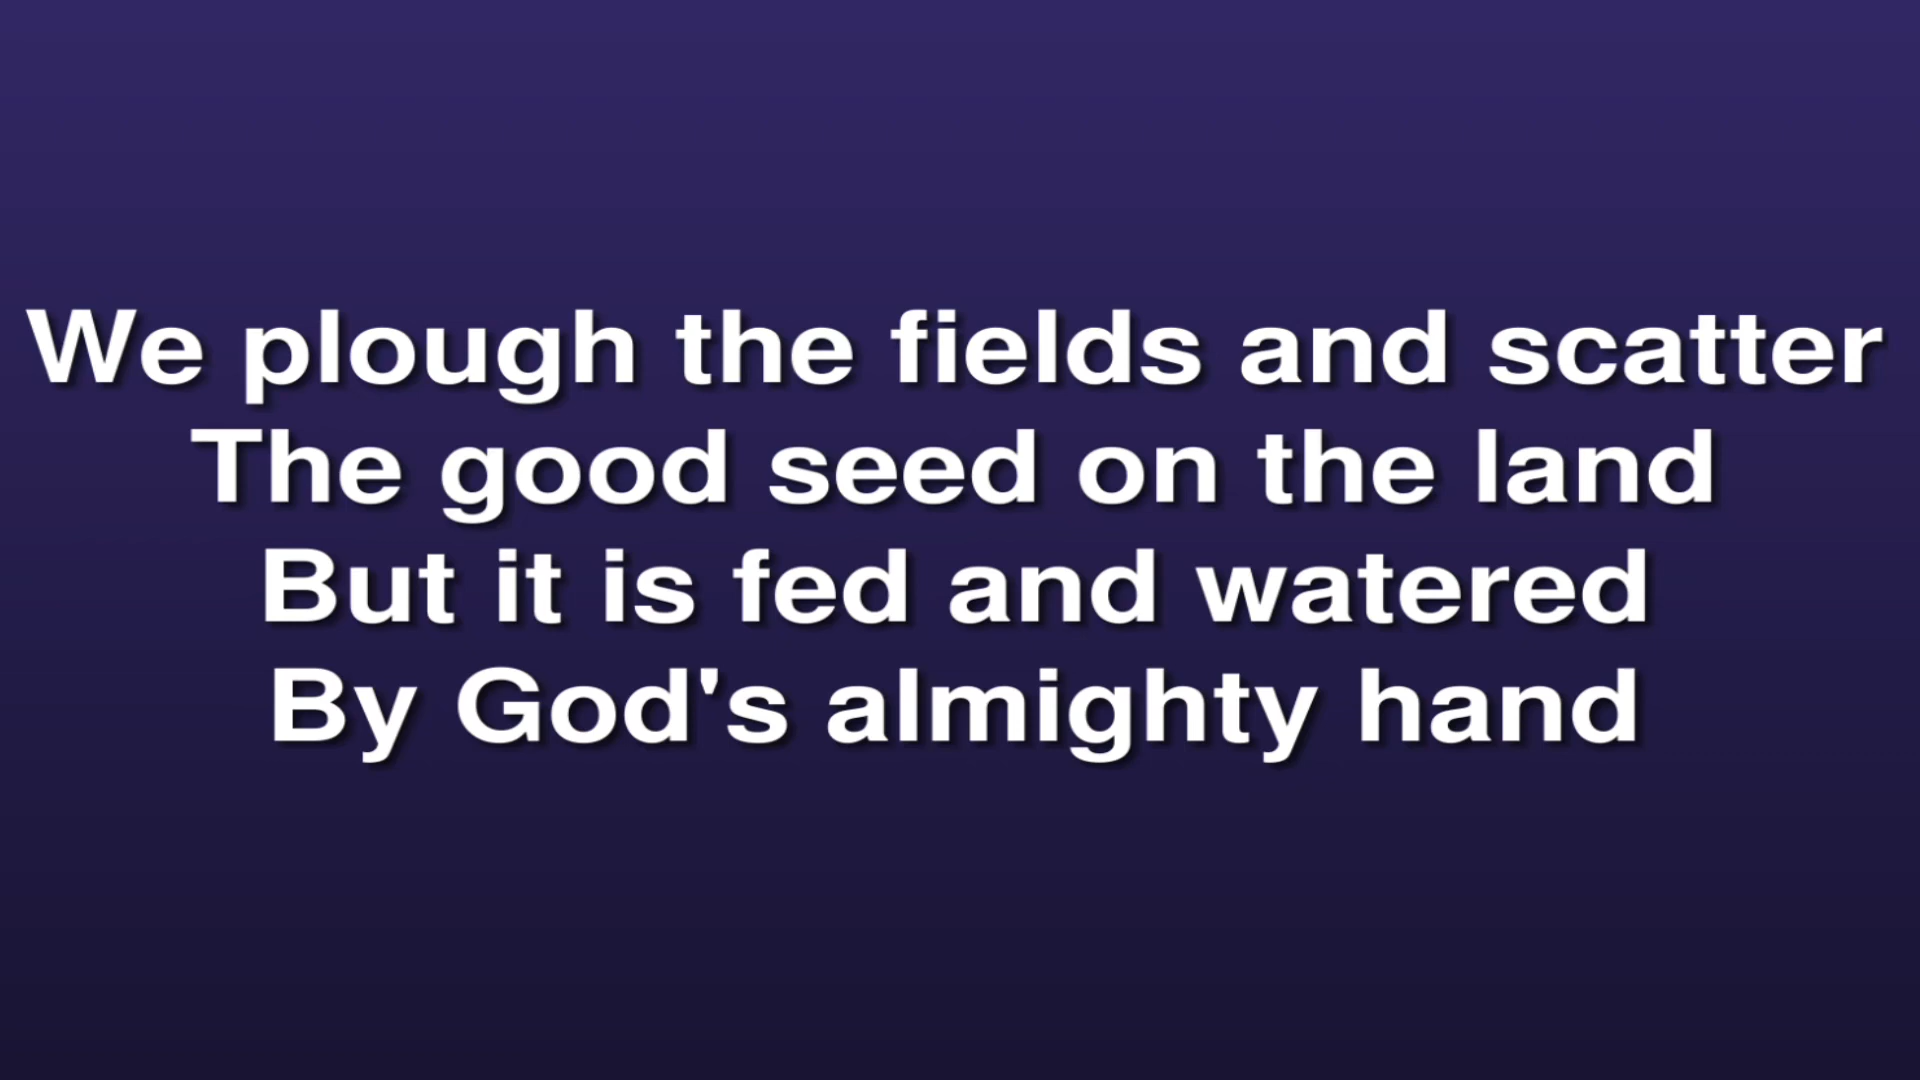 We plough the fields and scatter
The good seed on the land
But it is fed and watered
By God's almighty hand